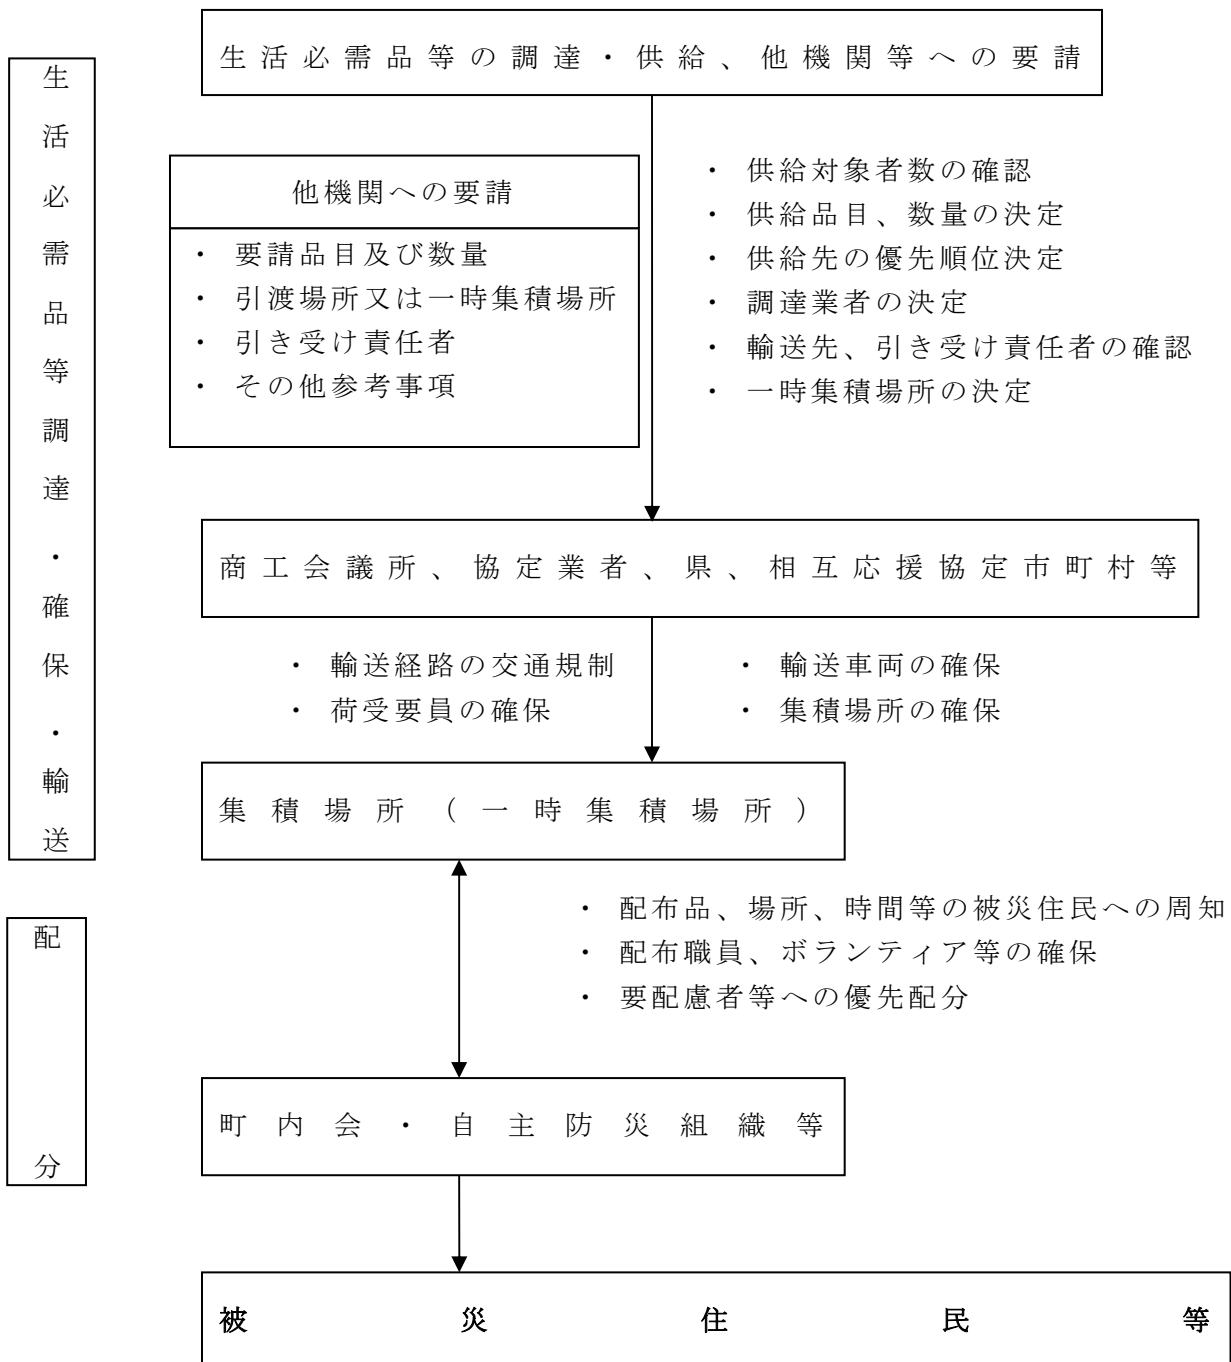 生活必需品等の調達・供給、他機関等への要請
生活必需品等調達・確保・輸送
他機関への要請
・ 要請品目及び数量
・ 引渡場所又は一時集積場所
・ 引き受け責任者
・ その他参考事項
・ 供給対象者数の確認
・ 供給品目、数量の決定
・ 供給先の優先順位決定
・ 調達業者の決定
・ 輸送先、引き受け責任者の確認
・ 一時集積場所の決定
商工会議所、協定業者、県、相互応援協定市町村等
・ 輸送経路の交通規制
・ 荷受要員の確保
・ 輸送車両の確保
・ 集積場所の確保
集積場所(一時集積場所)
配分
・ 配布品、場所、時間等の被災住民への周知
・ 配布職員、ボランティア等の確保
・ 要配慮者等への優先配分
町内会・自主防災組織等
被災住民等